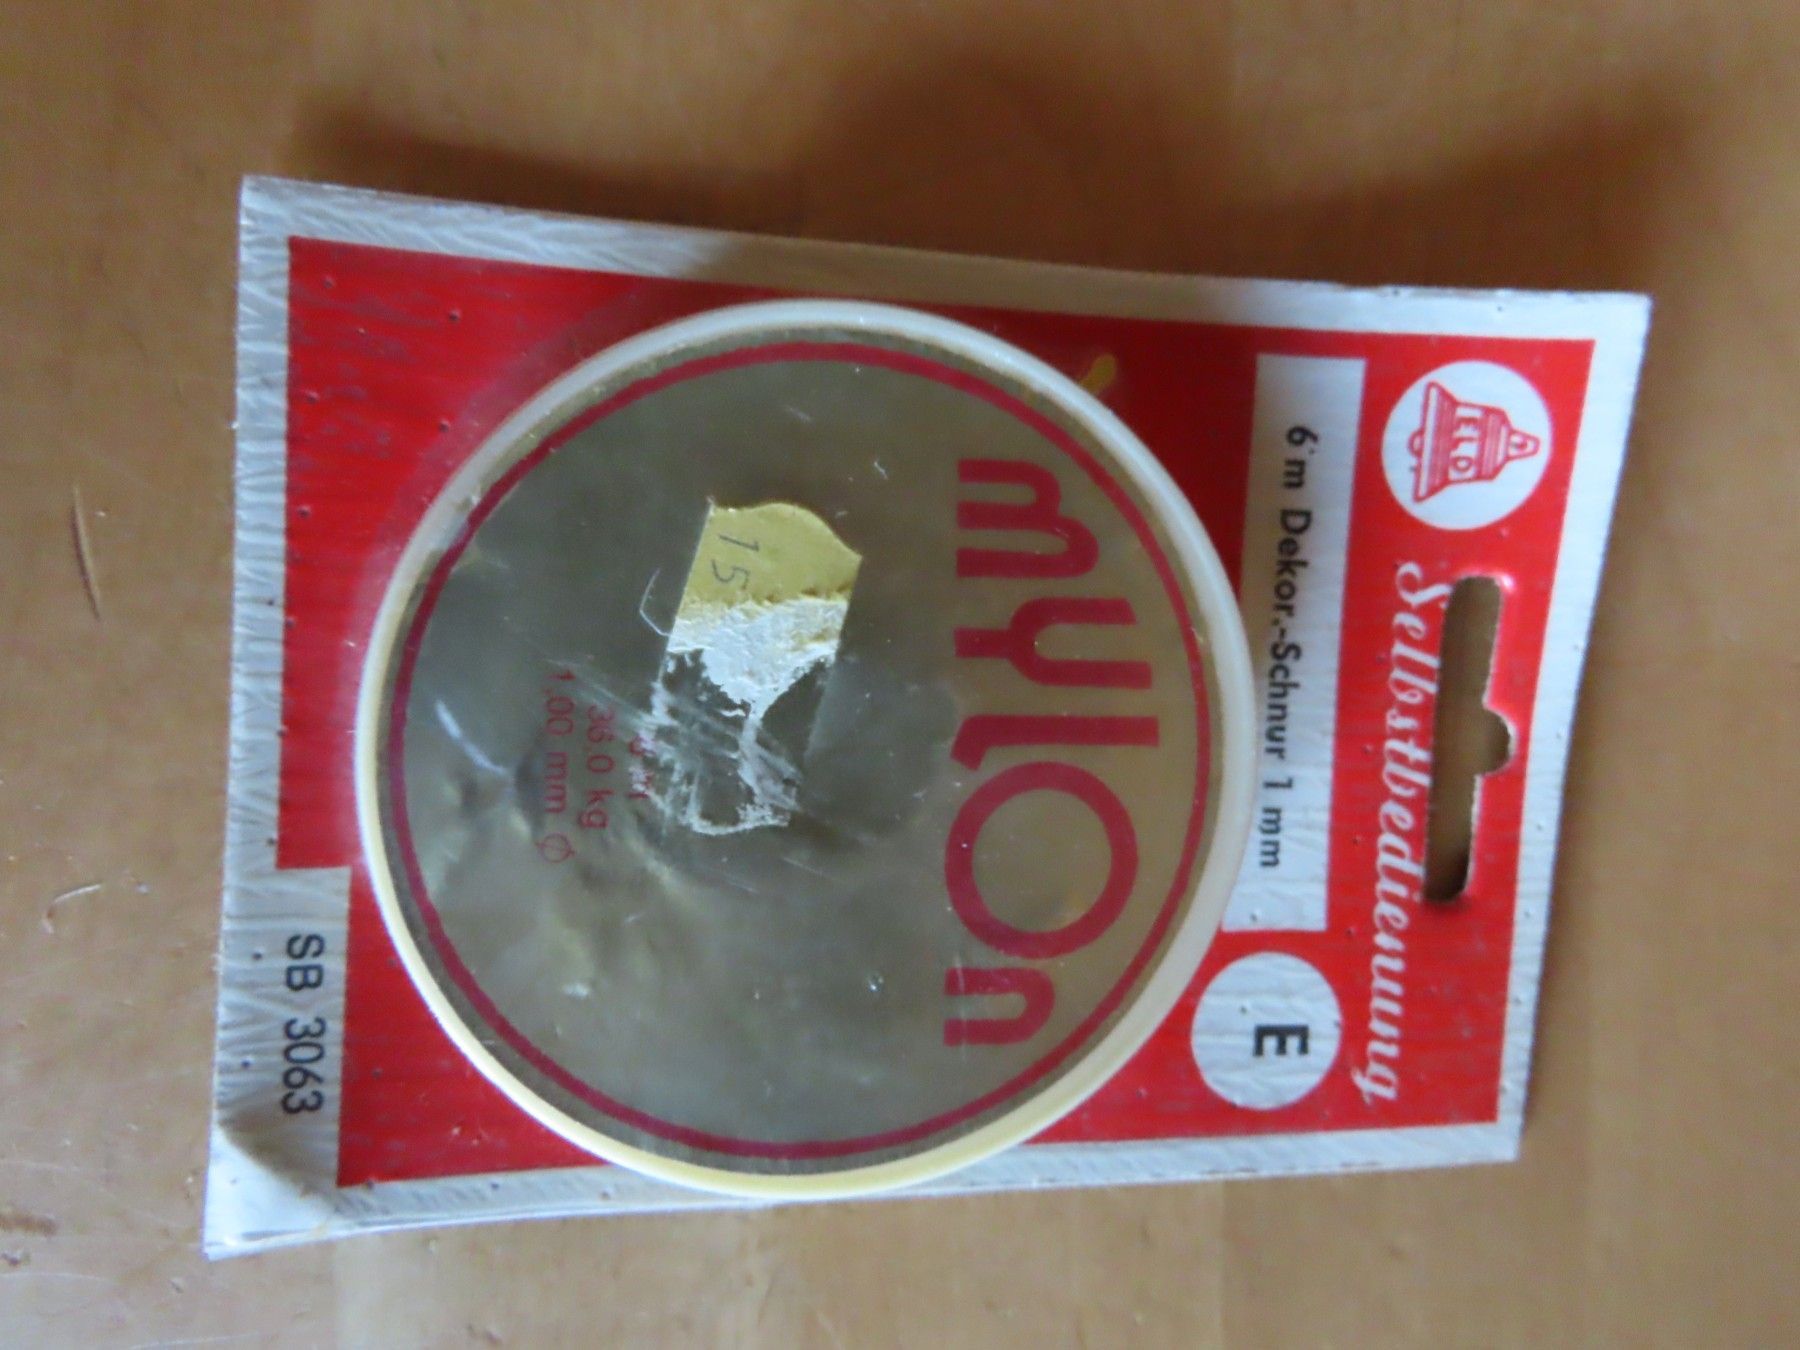 Selbstbedienung
6 m Dekor.-Schnur 1 mm
E
mylon
15
36,0 kg
1,00 mm ϕ
SB 3063